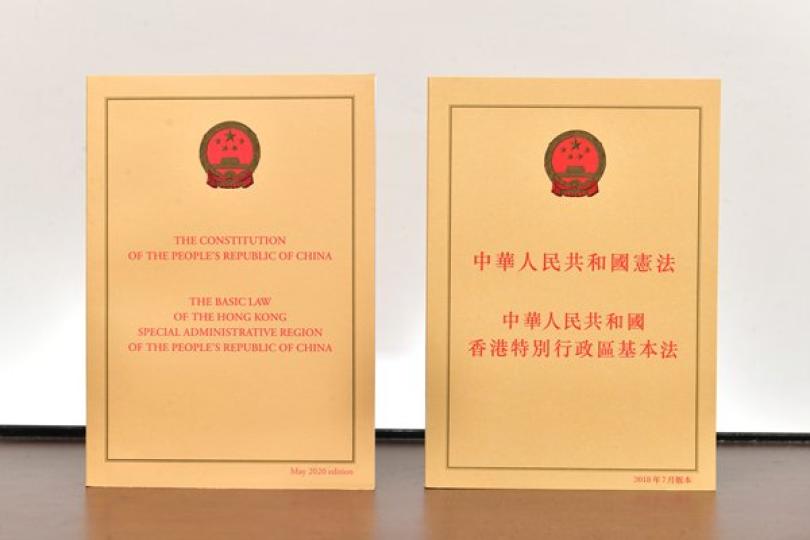 THE CONSTITUTION
OF THE PEOPLE'S REPUBLIC OF CHINA
THE BASIC LAW
OF THE HONG KONG
SPECIAL ADMINISTRATIVE REGION
OF THE PEOPLE'S REPUBLIC OF CHINA
May 2020 edition
中華人民共和國憲法
中華人民共和國
香港特別行政區基本法
2018年7月版本